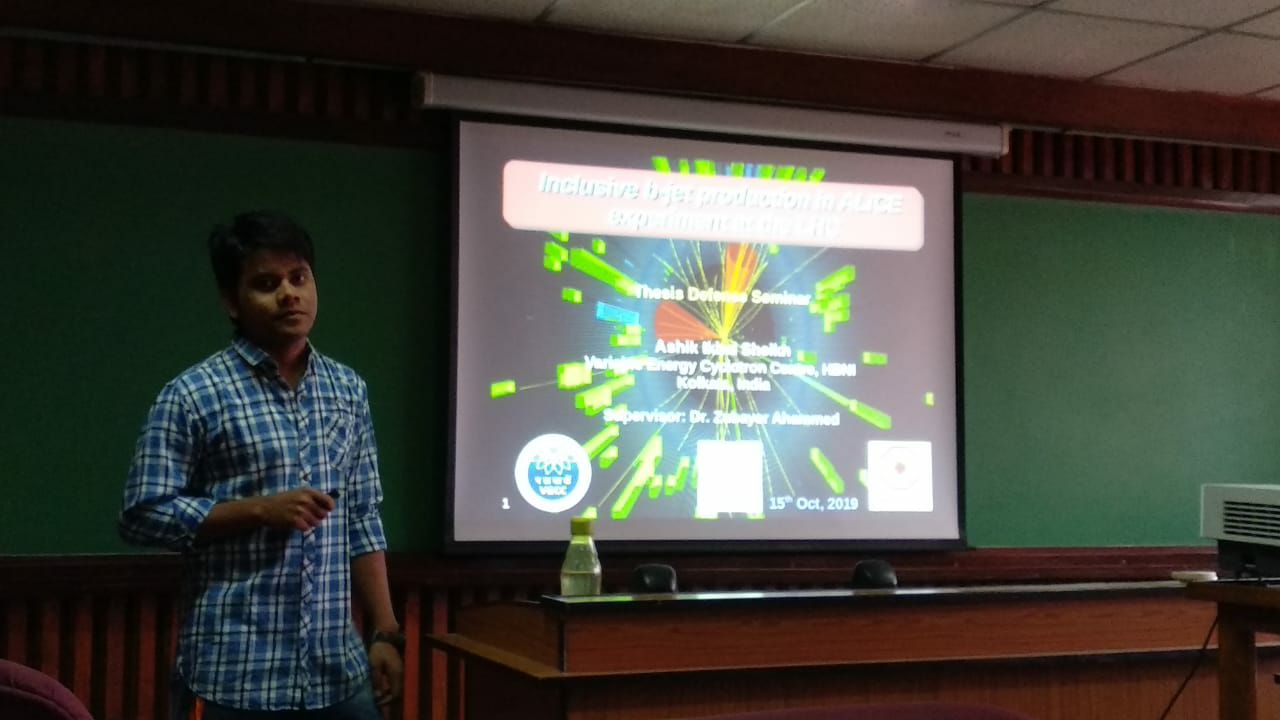 Inclusive b-jet production in ALICE
experiment at the LHC
Thesis Defense Seminar
Ashik Sheikh
Variable Energy Cyclotron Centre, HBNI
Kolkata, India
Supervisor: Dr. Zubayer Ahammed
VECC
1
15th Oct, 2019